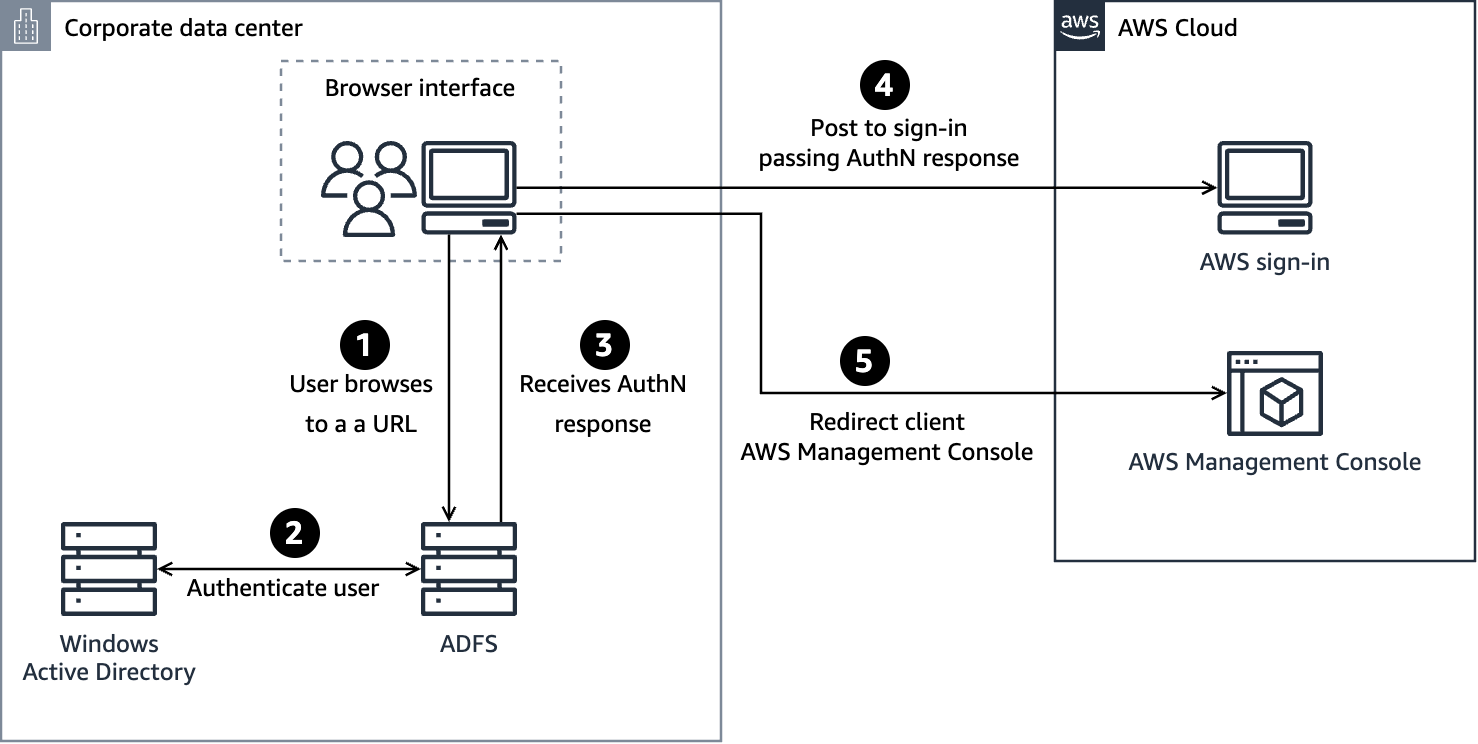 Corporate data center
aws
AWS Cloud
Browser interface
4
Post to sign-in
passing AuthN response
AWS sign-in
1
User browses
to a a URL
3
Receives AuthN
response
5
Redirect client
AWS Management Console
AWS Management Console
2
Authenticate user
Windows
Active Directory
ADFS